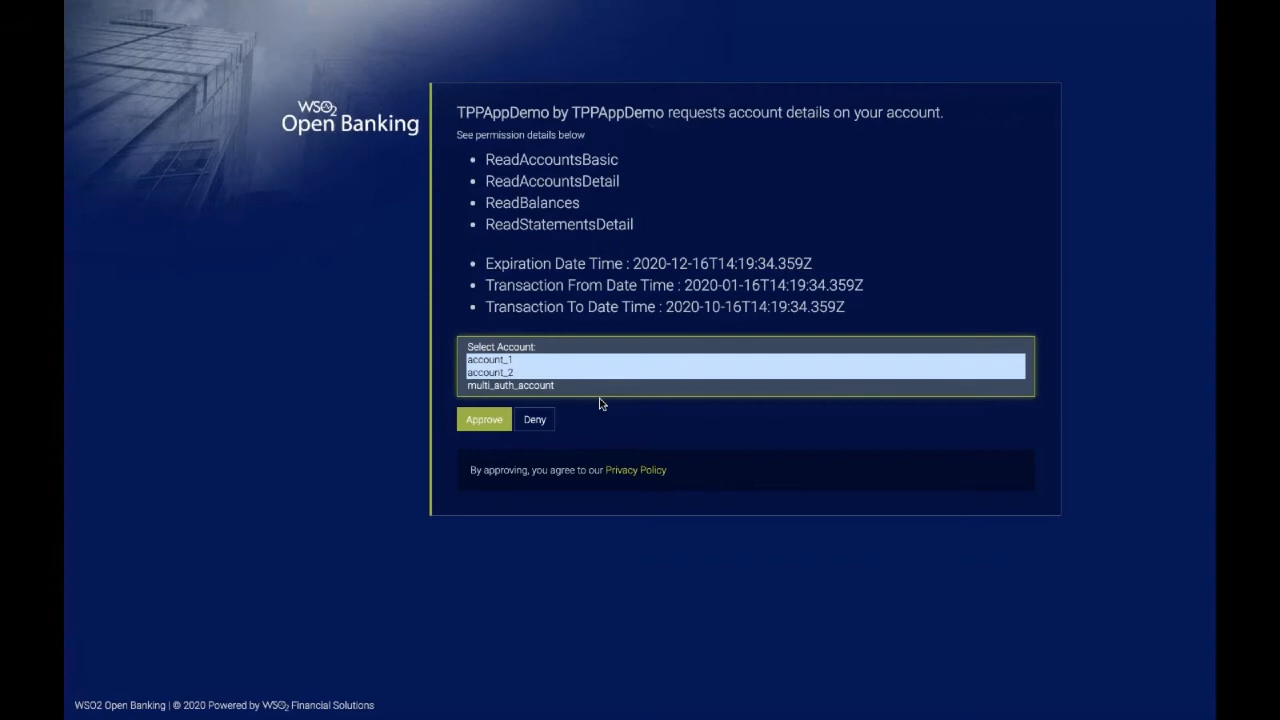 WSO2
Open Banking
TPPAppDemo by TPPAppDemo requests account details on your account.
See permission details below
• ReadAccountsBasic
• ReadAccountsDetail
• ReadBalances
• ReadStatementsDetail
• Expiration Date Time : 2020-12-16T14:19:34.359Z
• Transaction From Date Time : 2020-01-16T14:19:34.359Z
• Transaction To Date Time : 2020-10-16T14:19:34.359Z
Select Account:
account_1
account_2
multi_auth_account
Approve Deny
By approving, you agree to our Privacy Policy
WSO2 Open Banking | © 2020 Powered by WSO2 Financial Solutions